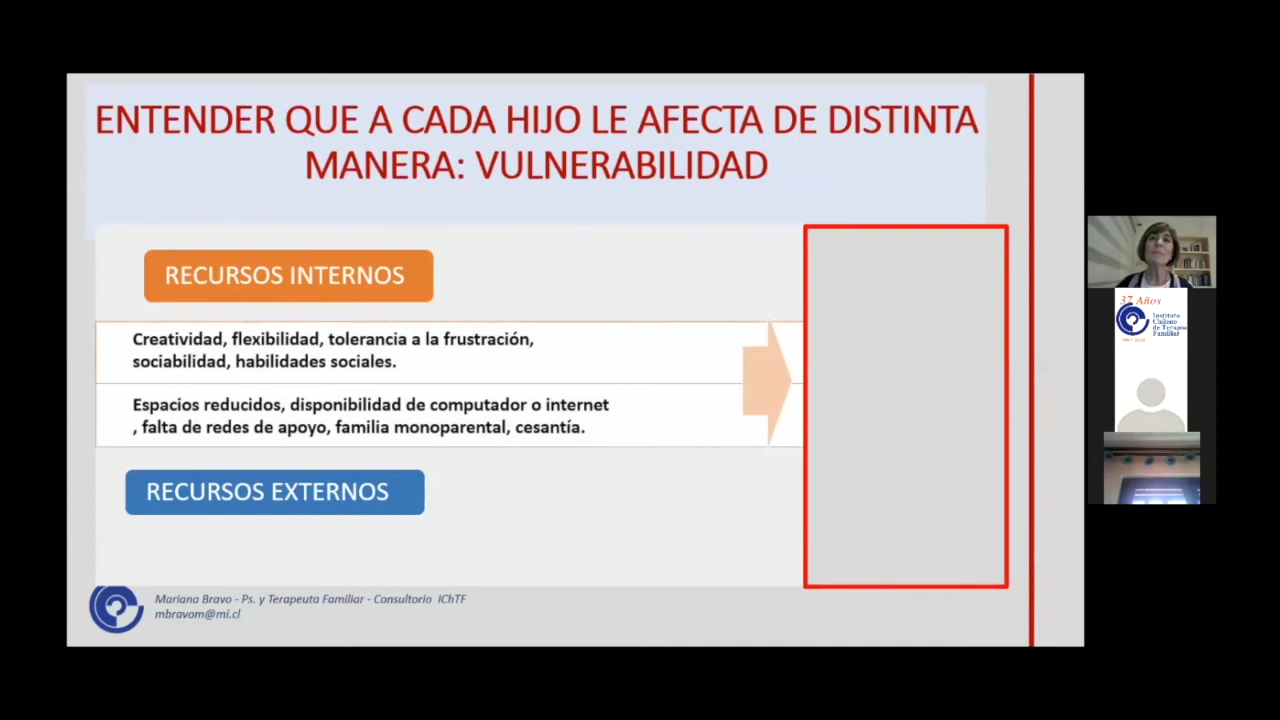 ENTENDER QUE A CADA HIJO LE AFECTA DE DISTINTA
MANERA: VULNERABILIDAD
RECURSOS INTERNOS
Creatividad, flexibilidad, tolerancia a la frustración,
sociabilidad, habilidades sociales.
Espacios reducidos, disponibilidad de computador o internet
, falta de redes de apoyo, familia monoparental, cesantía.
RECURSOS EXTERNOS
Mariana Bravo - Ps. y Terapeuta Familiar - Consultorio IChTF
mbravom@mi.cl
37 Años
Instituto
Chileno
de Terapia
Familiar